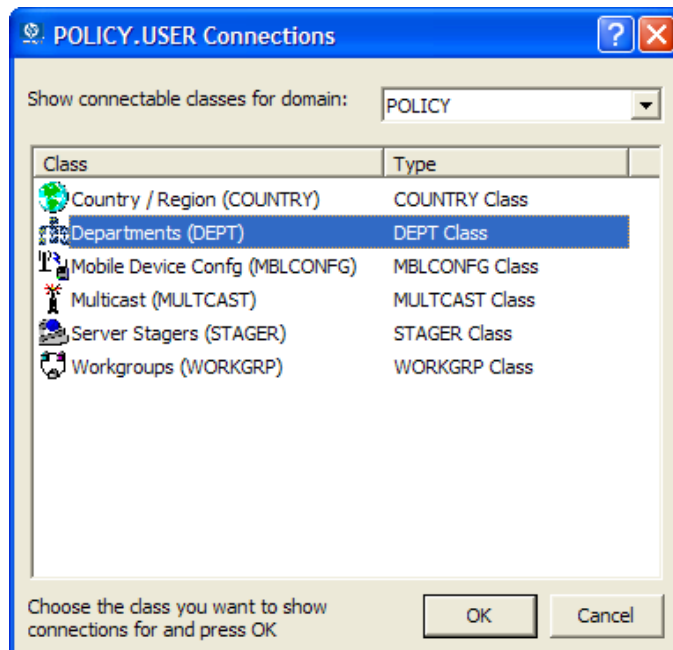 POLICY.USER Connections
Show connectable classes for domain: POLICY
Class Type
Country / Region (COUNTRY) COUNTRY Class
Departments (DEPT) DEPT Class
Mobile Device Confg (MBLCONFG) MBLCONFG Class
Multicast (MULTCAST) MULTCAST Class
Server Stagers (STAGER) STAGER Class
Workgroups (WORKGRP) WORKGRP Class
Choose the class you want to show
connections for and press OK
OK Cancel